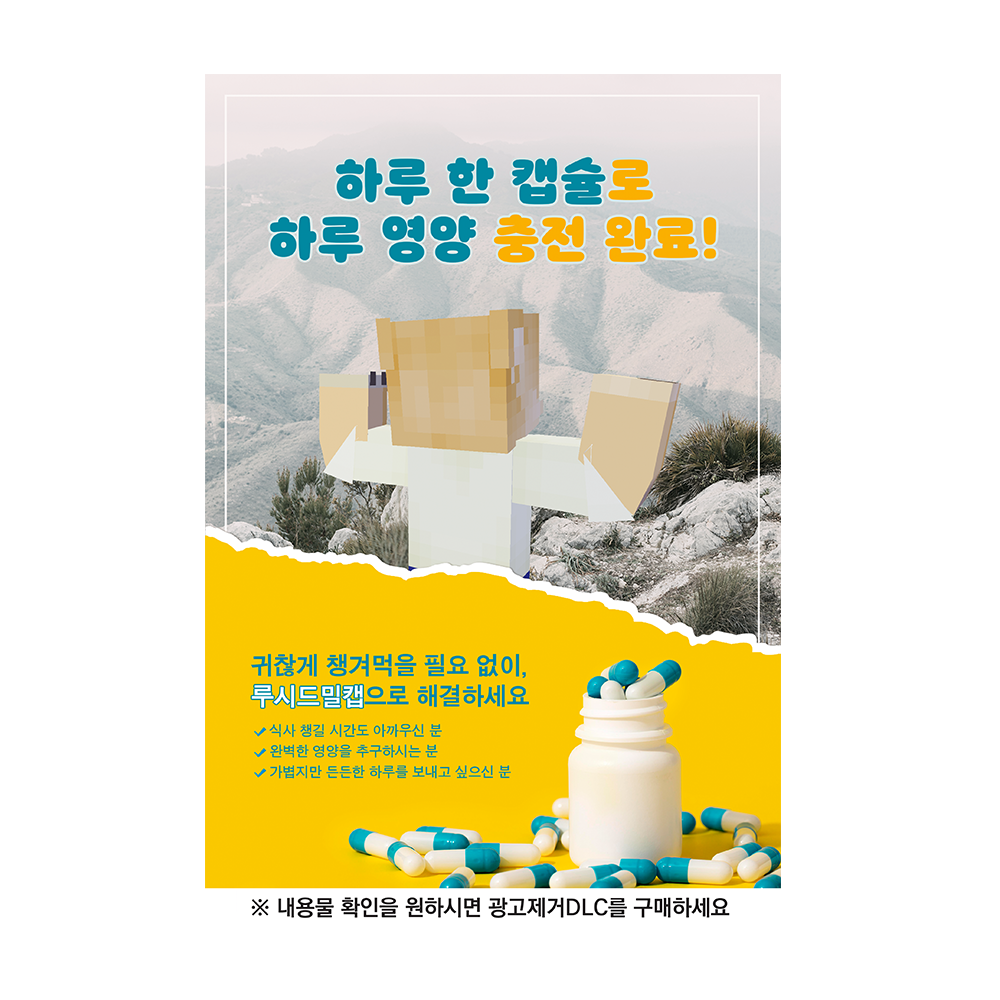 하루 한 캡슐로
하루 영양 충전 완료!
귀찮게 챙겨먹을 필요 없이,
루시드밀캡으로 해결하세요
식사 챙길 시간도 아까우신 분
완벽한 영양을 추구하시는 분
가볍지만 든든한 하루를 보내고 싶으신 분
※ 내용물 확인을 원하시면 광고제거DLC를 구매하세요